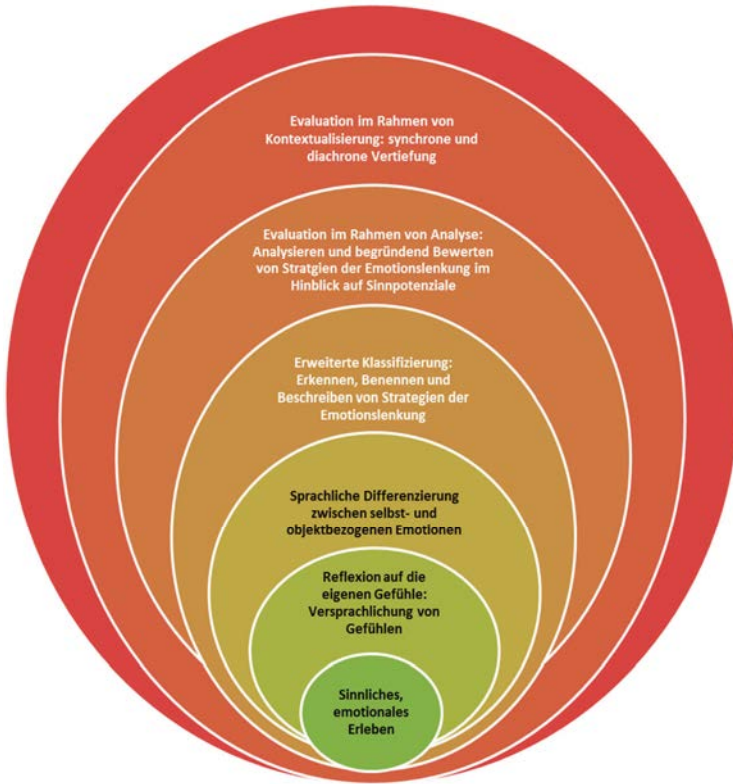 Evaluation im Rahmen von
Kontextualisierung: synchrone und
diachrone Vertiefung
Evaluation im Rahmen von Analyse:
Analysieren und begründend Bewerten
von Stratgien der Emotionslenkung im
Hinblick auf Sinnpotenziale
Erweiterte Klassifizierung:
Erkennen, Benennen und
Beschreiben von Strategien der
Emotionslenkung
Sprachliche Differenzierung
zwischen selbst- und
objektbezogenen Emotionen
Reflexion auf die
eigenen Gefühle:
Versprachlichung von
Gefühlen
Sinnliches,
emotionales
Erleben